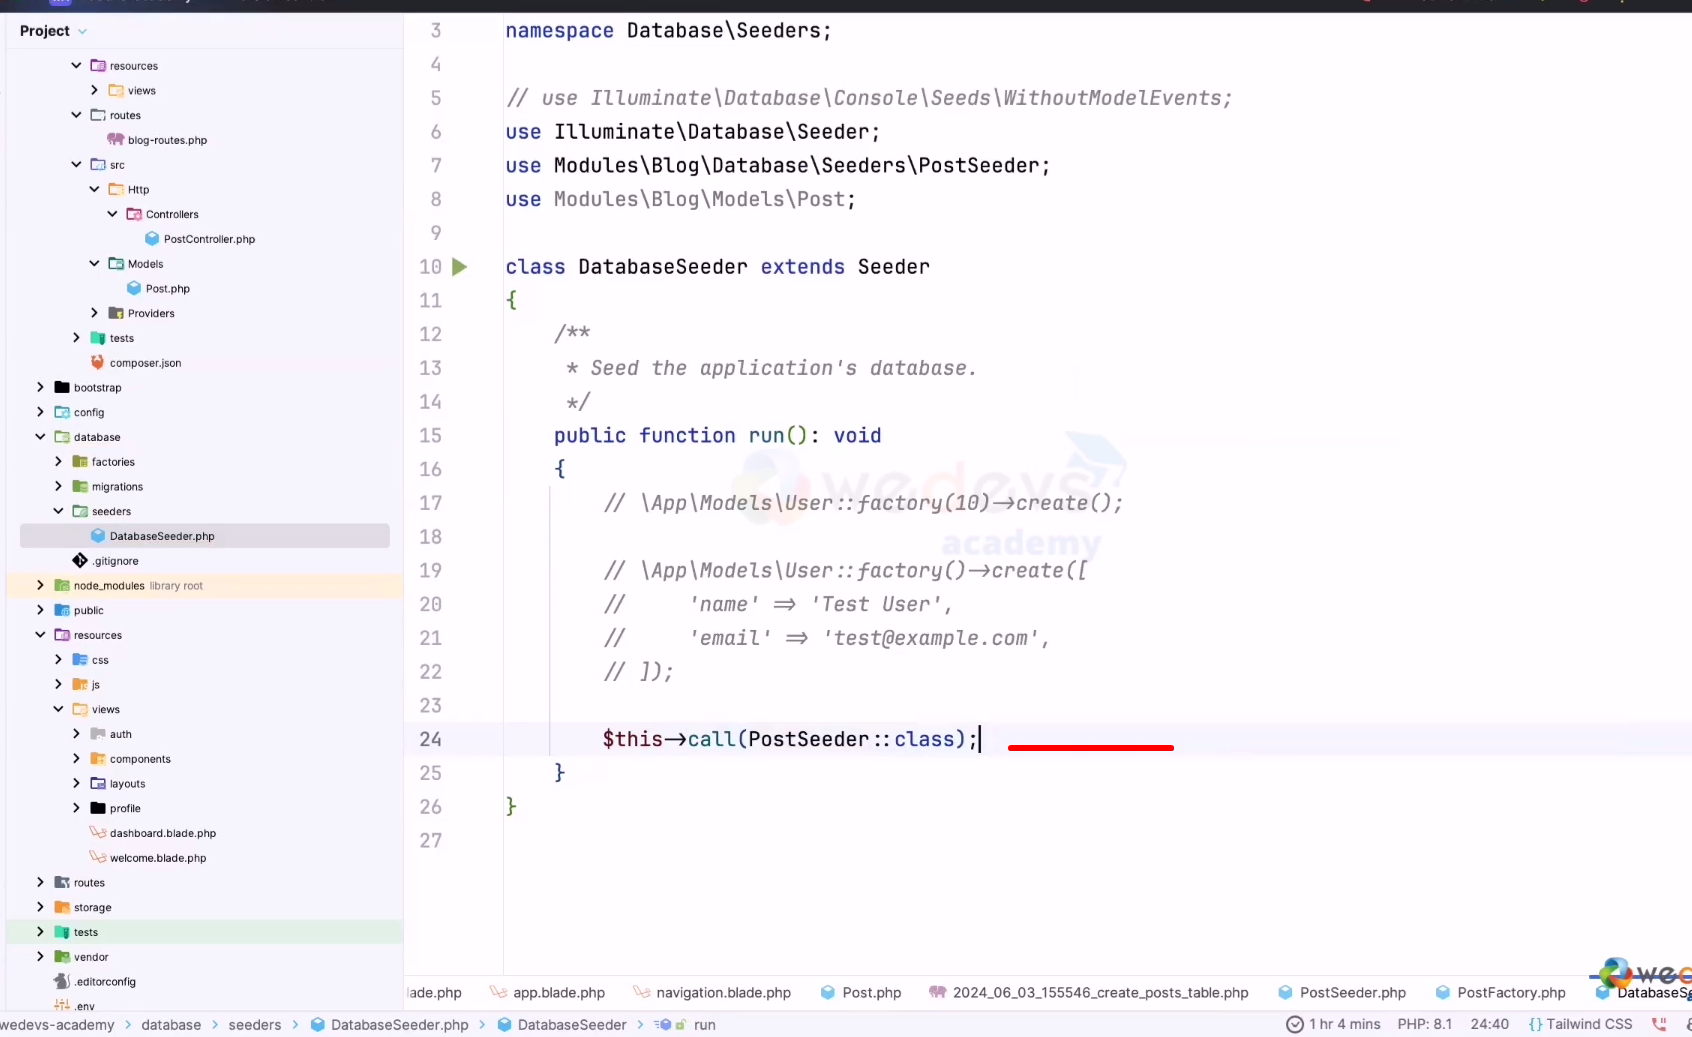 Project
resources
views
routes
blog-routes.php
src
Http
Controllers
PostController.php
Models
Post.php
Providers
tests
composer.json
bootstrap
config
database
factories
migrations
seeders
DatabaseSeeder.php
.gitignore
node_modules library root
public
resources
css
js
views
auth
components
layouts
profile
dashboard.blade.php
welcome.blade.php
routes
storage
tests
vendor
.editorconfig
.env
3 namespace Database\Seeders;
4
5 // use Illuminate\Database\Console\Seeds\WithoutModelEvents;
6 use Illuminate\Database\Seeder;
7 use Modules\Blog\Database\Seeders\PostSeeder;
8 use Modules\Blog\Models\Post;
9
10 class DatabaseSeeder extends Seeder
11 {
12 /**
13 * Seed the application's database.
14 */
15 public function run(): void
16 {
17 // \App\Models\User::factory(10)->create();
18
19 // \App\Models\User::factory()->create([
20 // 'name' => 'Test User',
21 // 'email' => 'test@example.com',
22 // ]);
23
24 $this->call(PostSeeder::class);
25 }
26 }
27
wedevs
academy
lade.php app.blade.php navigation.blade.php Post.php 2024_06_03_155546_create_posts_table.php PostSeeder.php PostFactory.php DatabaseSe
wedevs-academy > database > seeders > DatabaseSeeder.php > DatabaseSeeder > run 1 hr 4 mins PHP: 8.1 24:40 {} Tailwind CSS